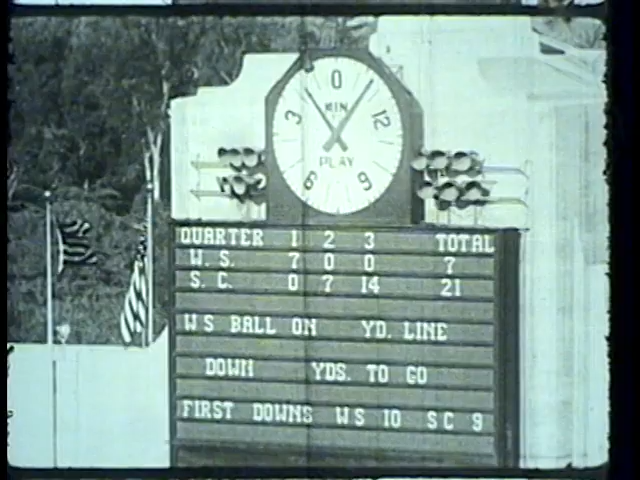 0
MIN
3 12
PLAY
6 9
QUARTER 1 2 3 TOTAL
W. S. 7 0 0 7
S. C. 0 7 14 21
WS BALL ON YD. LINE
DOWN YDS. TO GO
FIRST DOWNS WS 10 SC 9